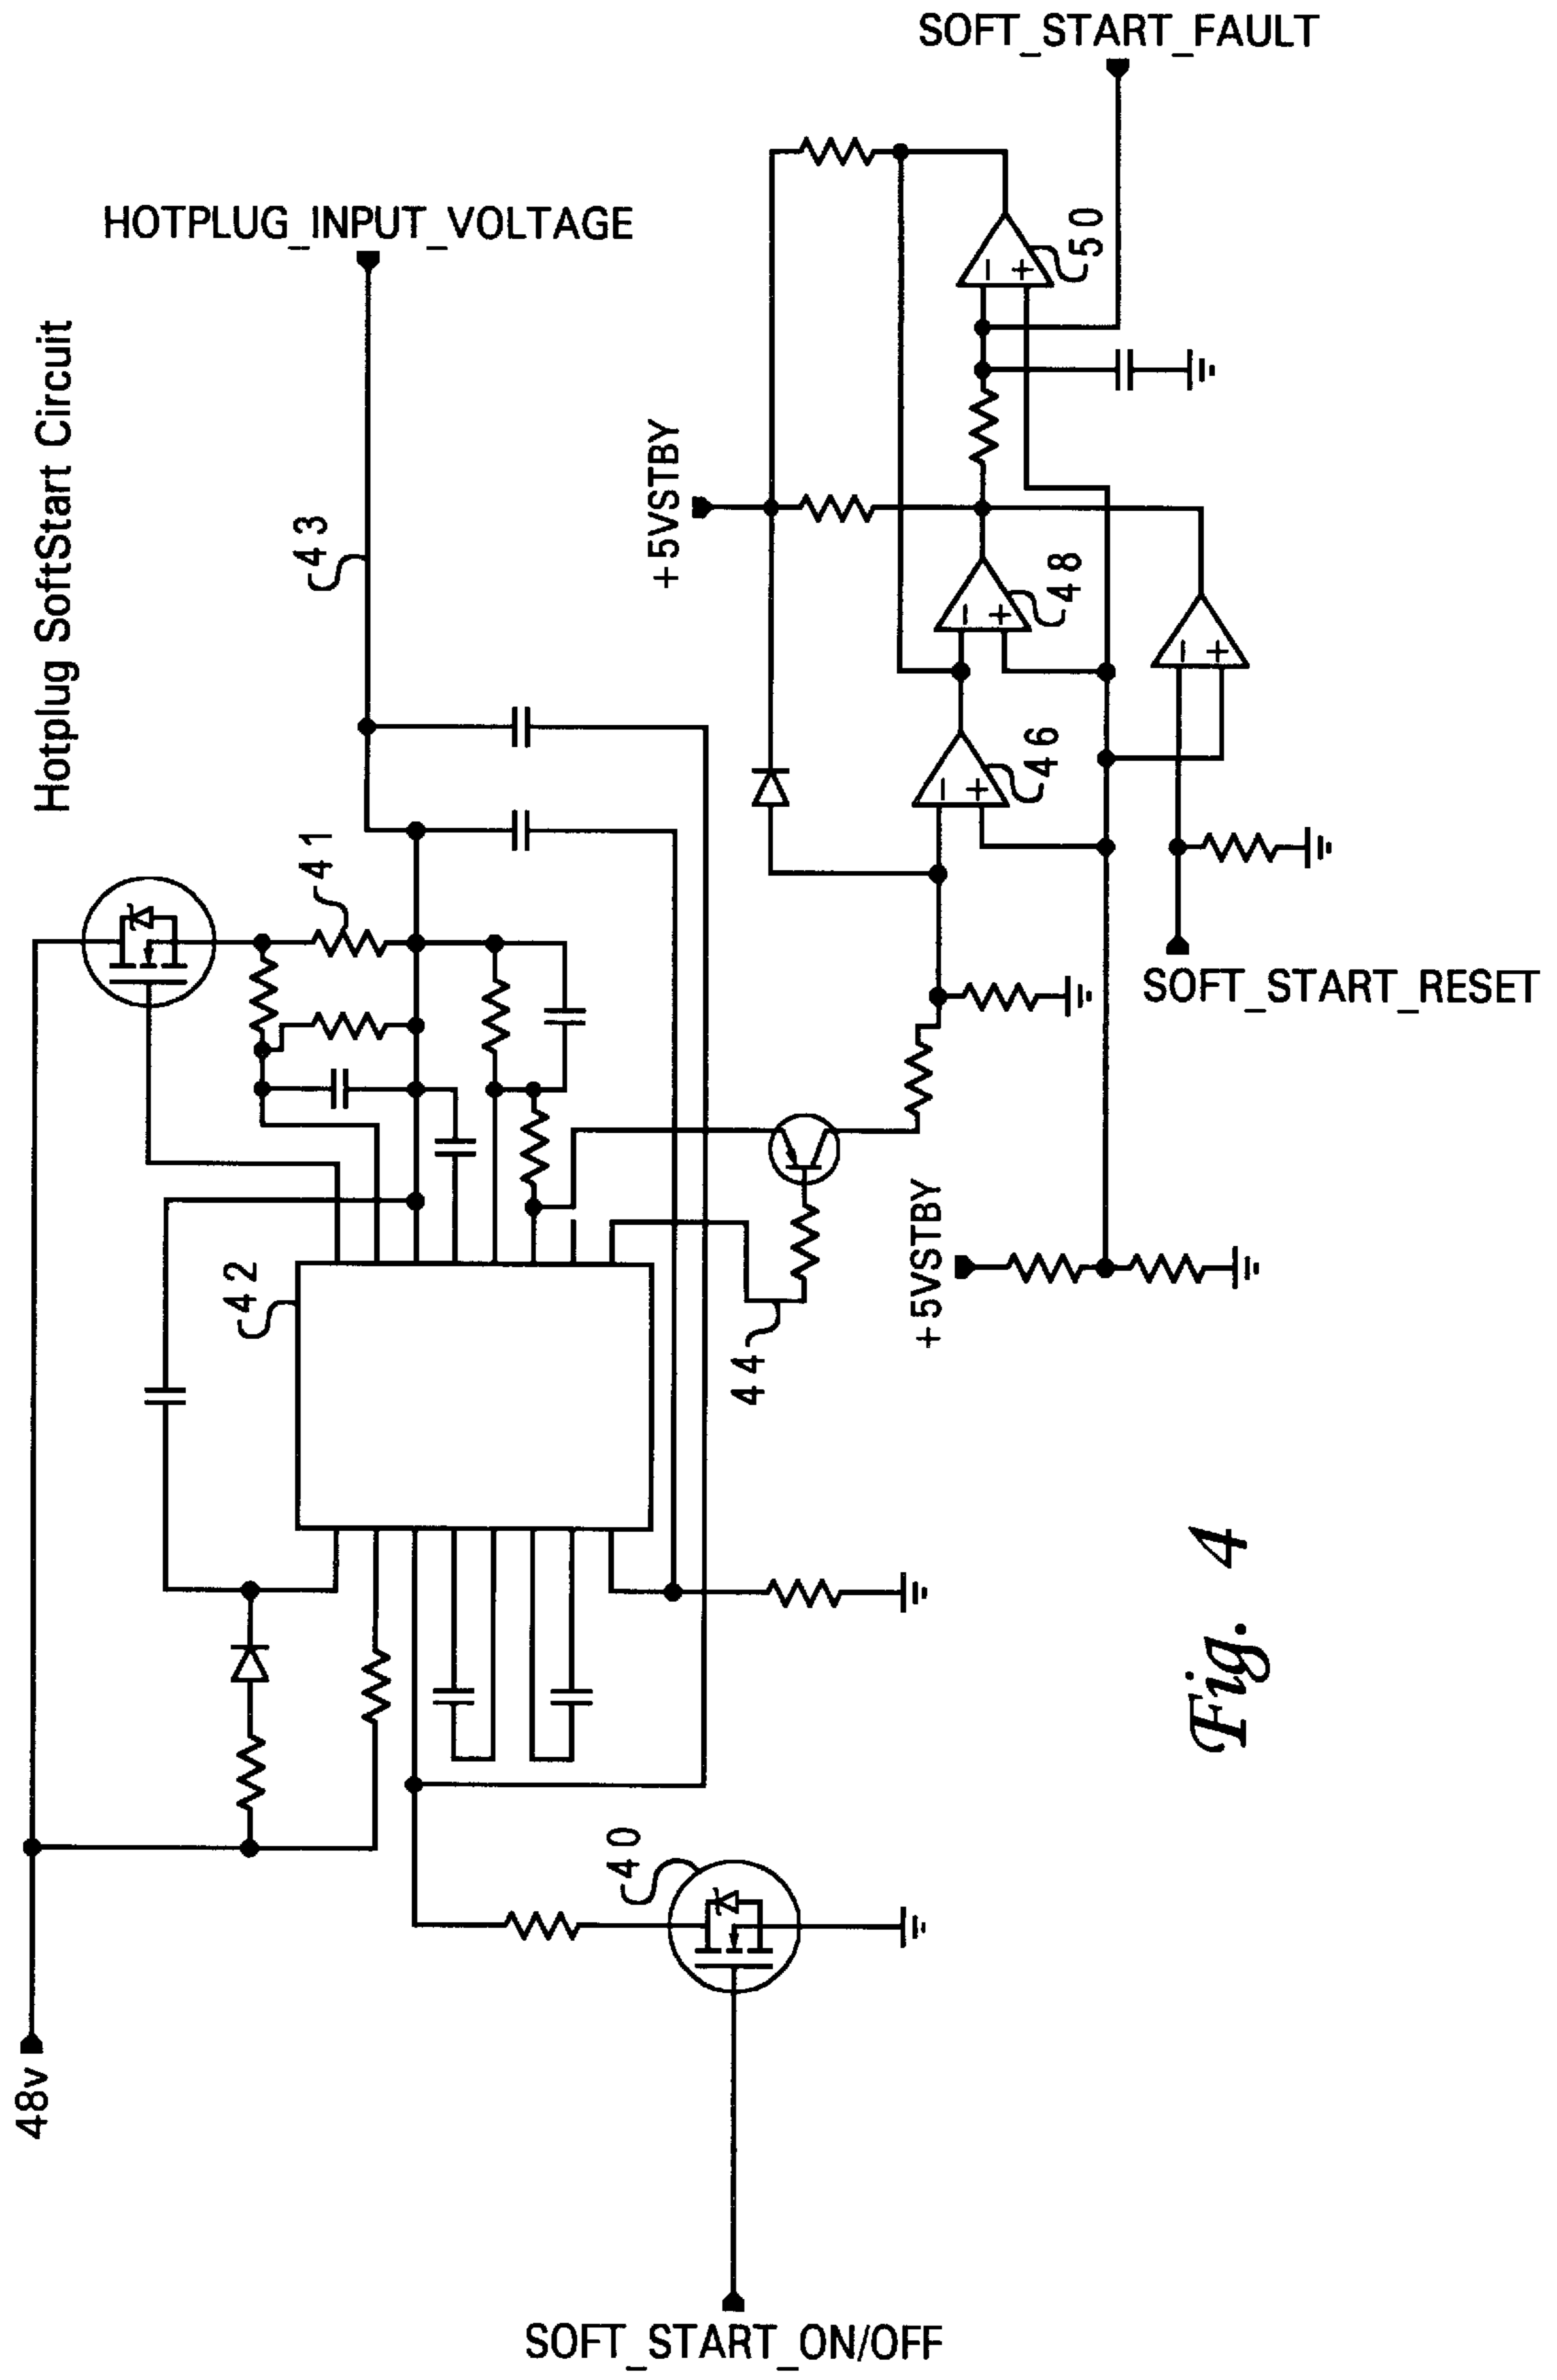 Hotplug SoftStart Circuit
48v
HOTPLUG_INPUT_VOLTAGE
43
41
42
44
40
SOFT_START_ON/OFF
+5VSTBY
SOFT_START_FAULT
50
48
46
+5VSTBY
SOFT_START_RESET
- +
- +
- +
- +
Fig. 4